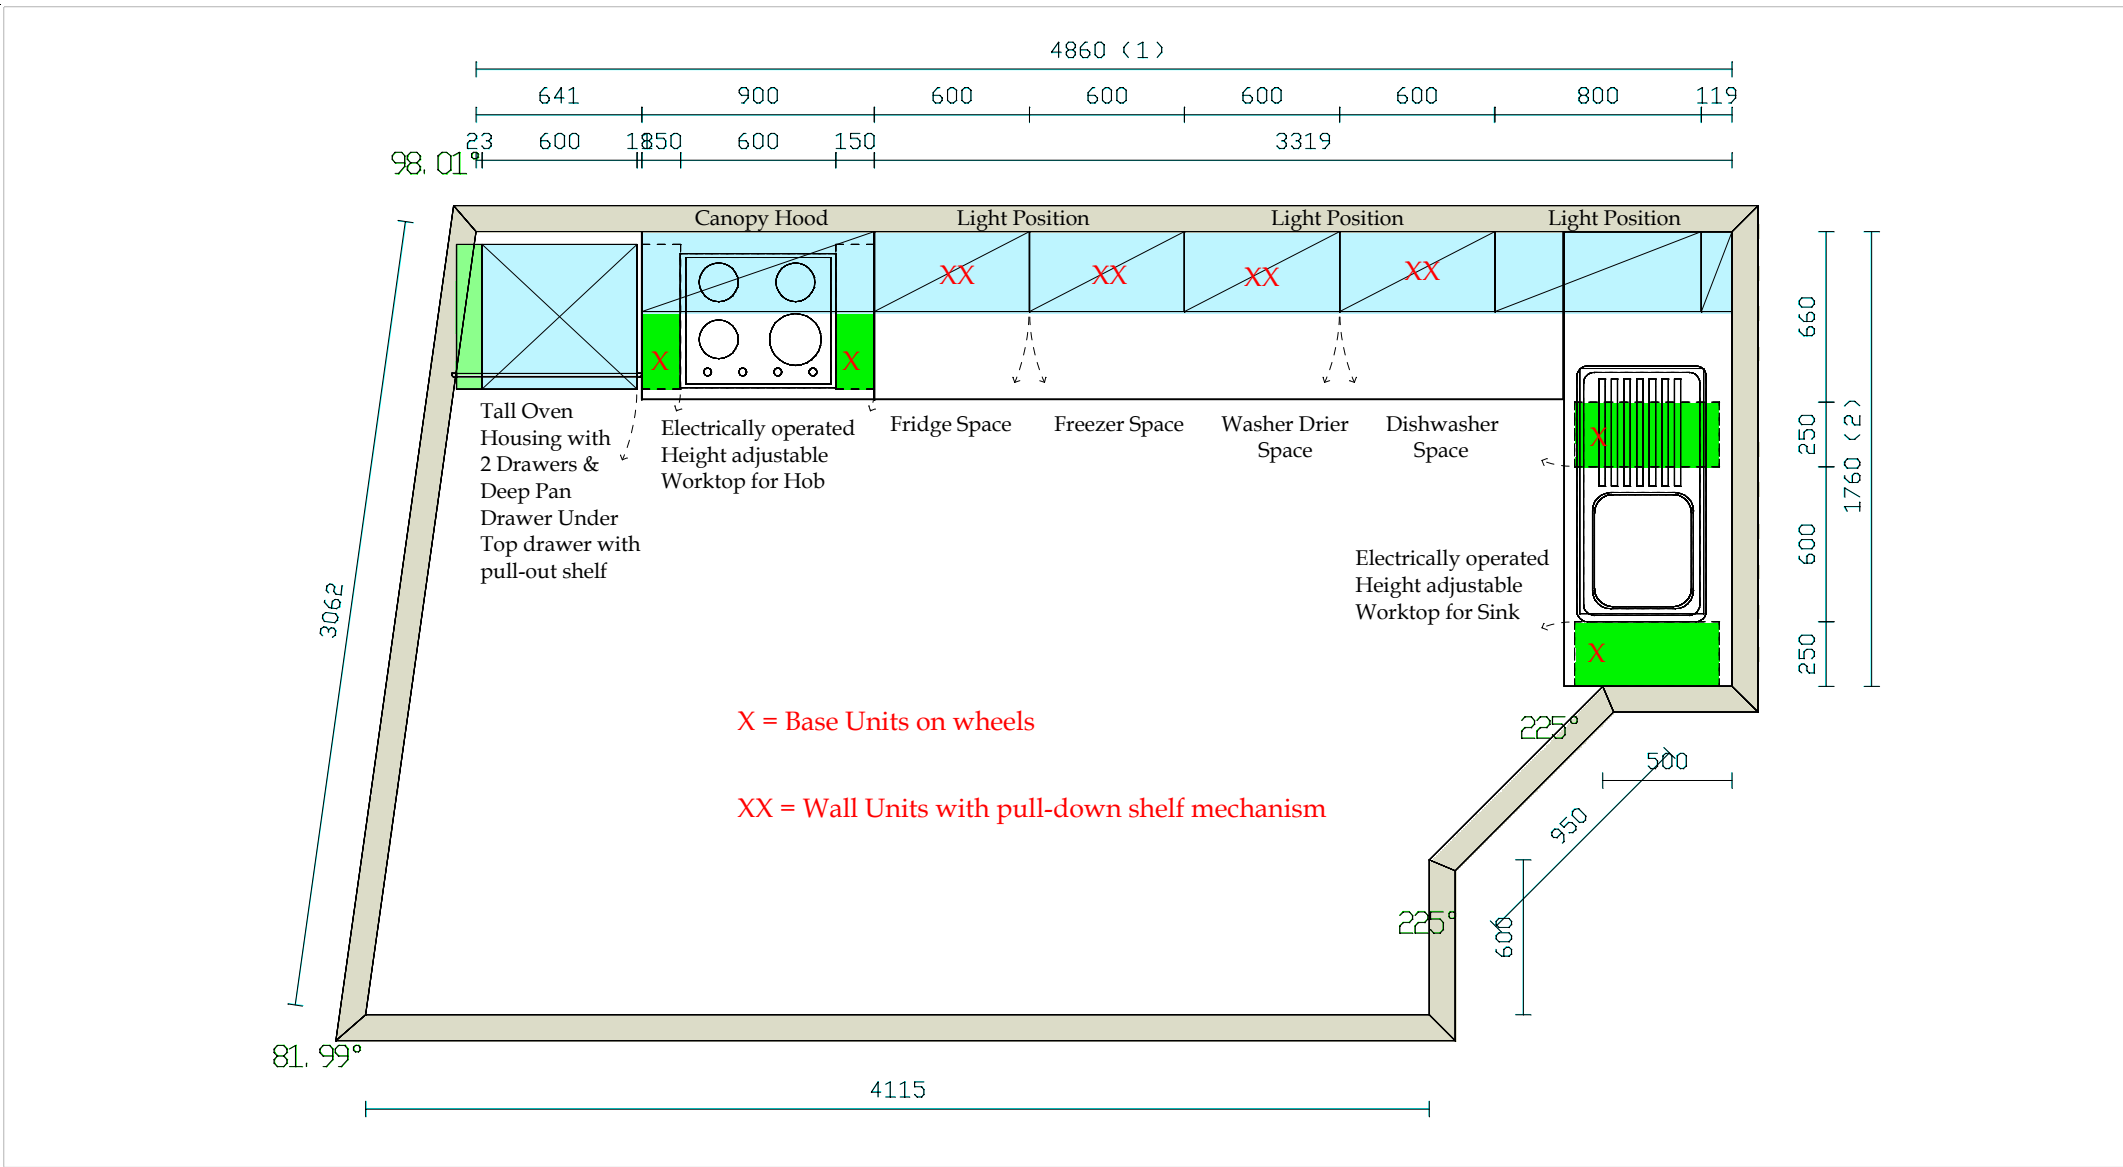 4860 (1)
641 900 600 600 600 600 800 119
23 600 18 150 600 150 3319
98.01°
Canopy Hood Light Position Light Position Light Position
XX XX XX XX
X X
660
Tall Oven
Housing with
2 Drawers &
Deep Pan
Drawer Under
Top drawer with
pull-out shelf
Electrically operated
Height adjustable
Worktop for Hob
Fridge Space
Freezer Space
Washer Drier
Space
Dishwasher
Space
X
250
1760 (2)
600
Electrically operated
Height adjustable
Worktop for Sink
3062
X
250
X = Base Units on wheels
225°
500
XX = Wall Units with pull-down shelf mechanism
950
225°
600
81.99°
4115